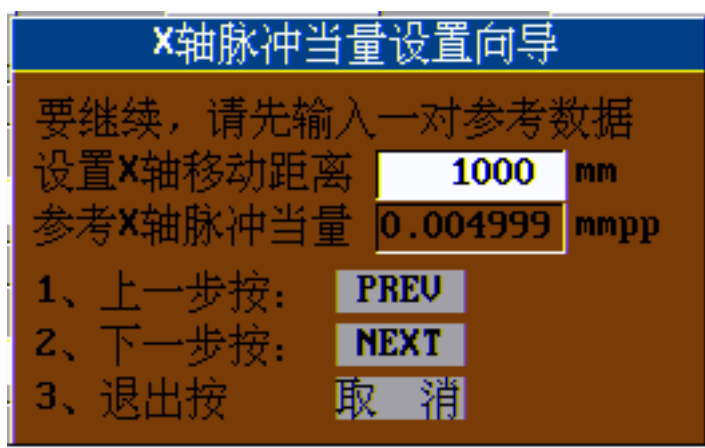 X轴脉冲当量设置向导
要继续，请先输入一对参考数据
设置X轴移动距离 1000 mm
参考X轴脉冲当量 0.004999 mmpp
1、上一步按： PREV
2、下一步按： NEXT
3、退出按 取 消